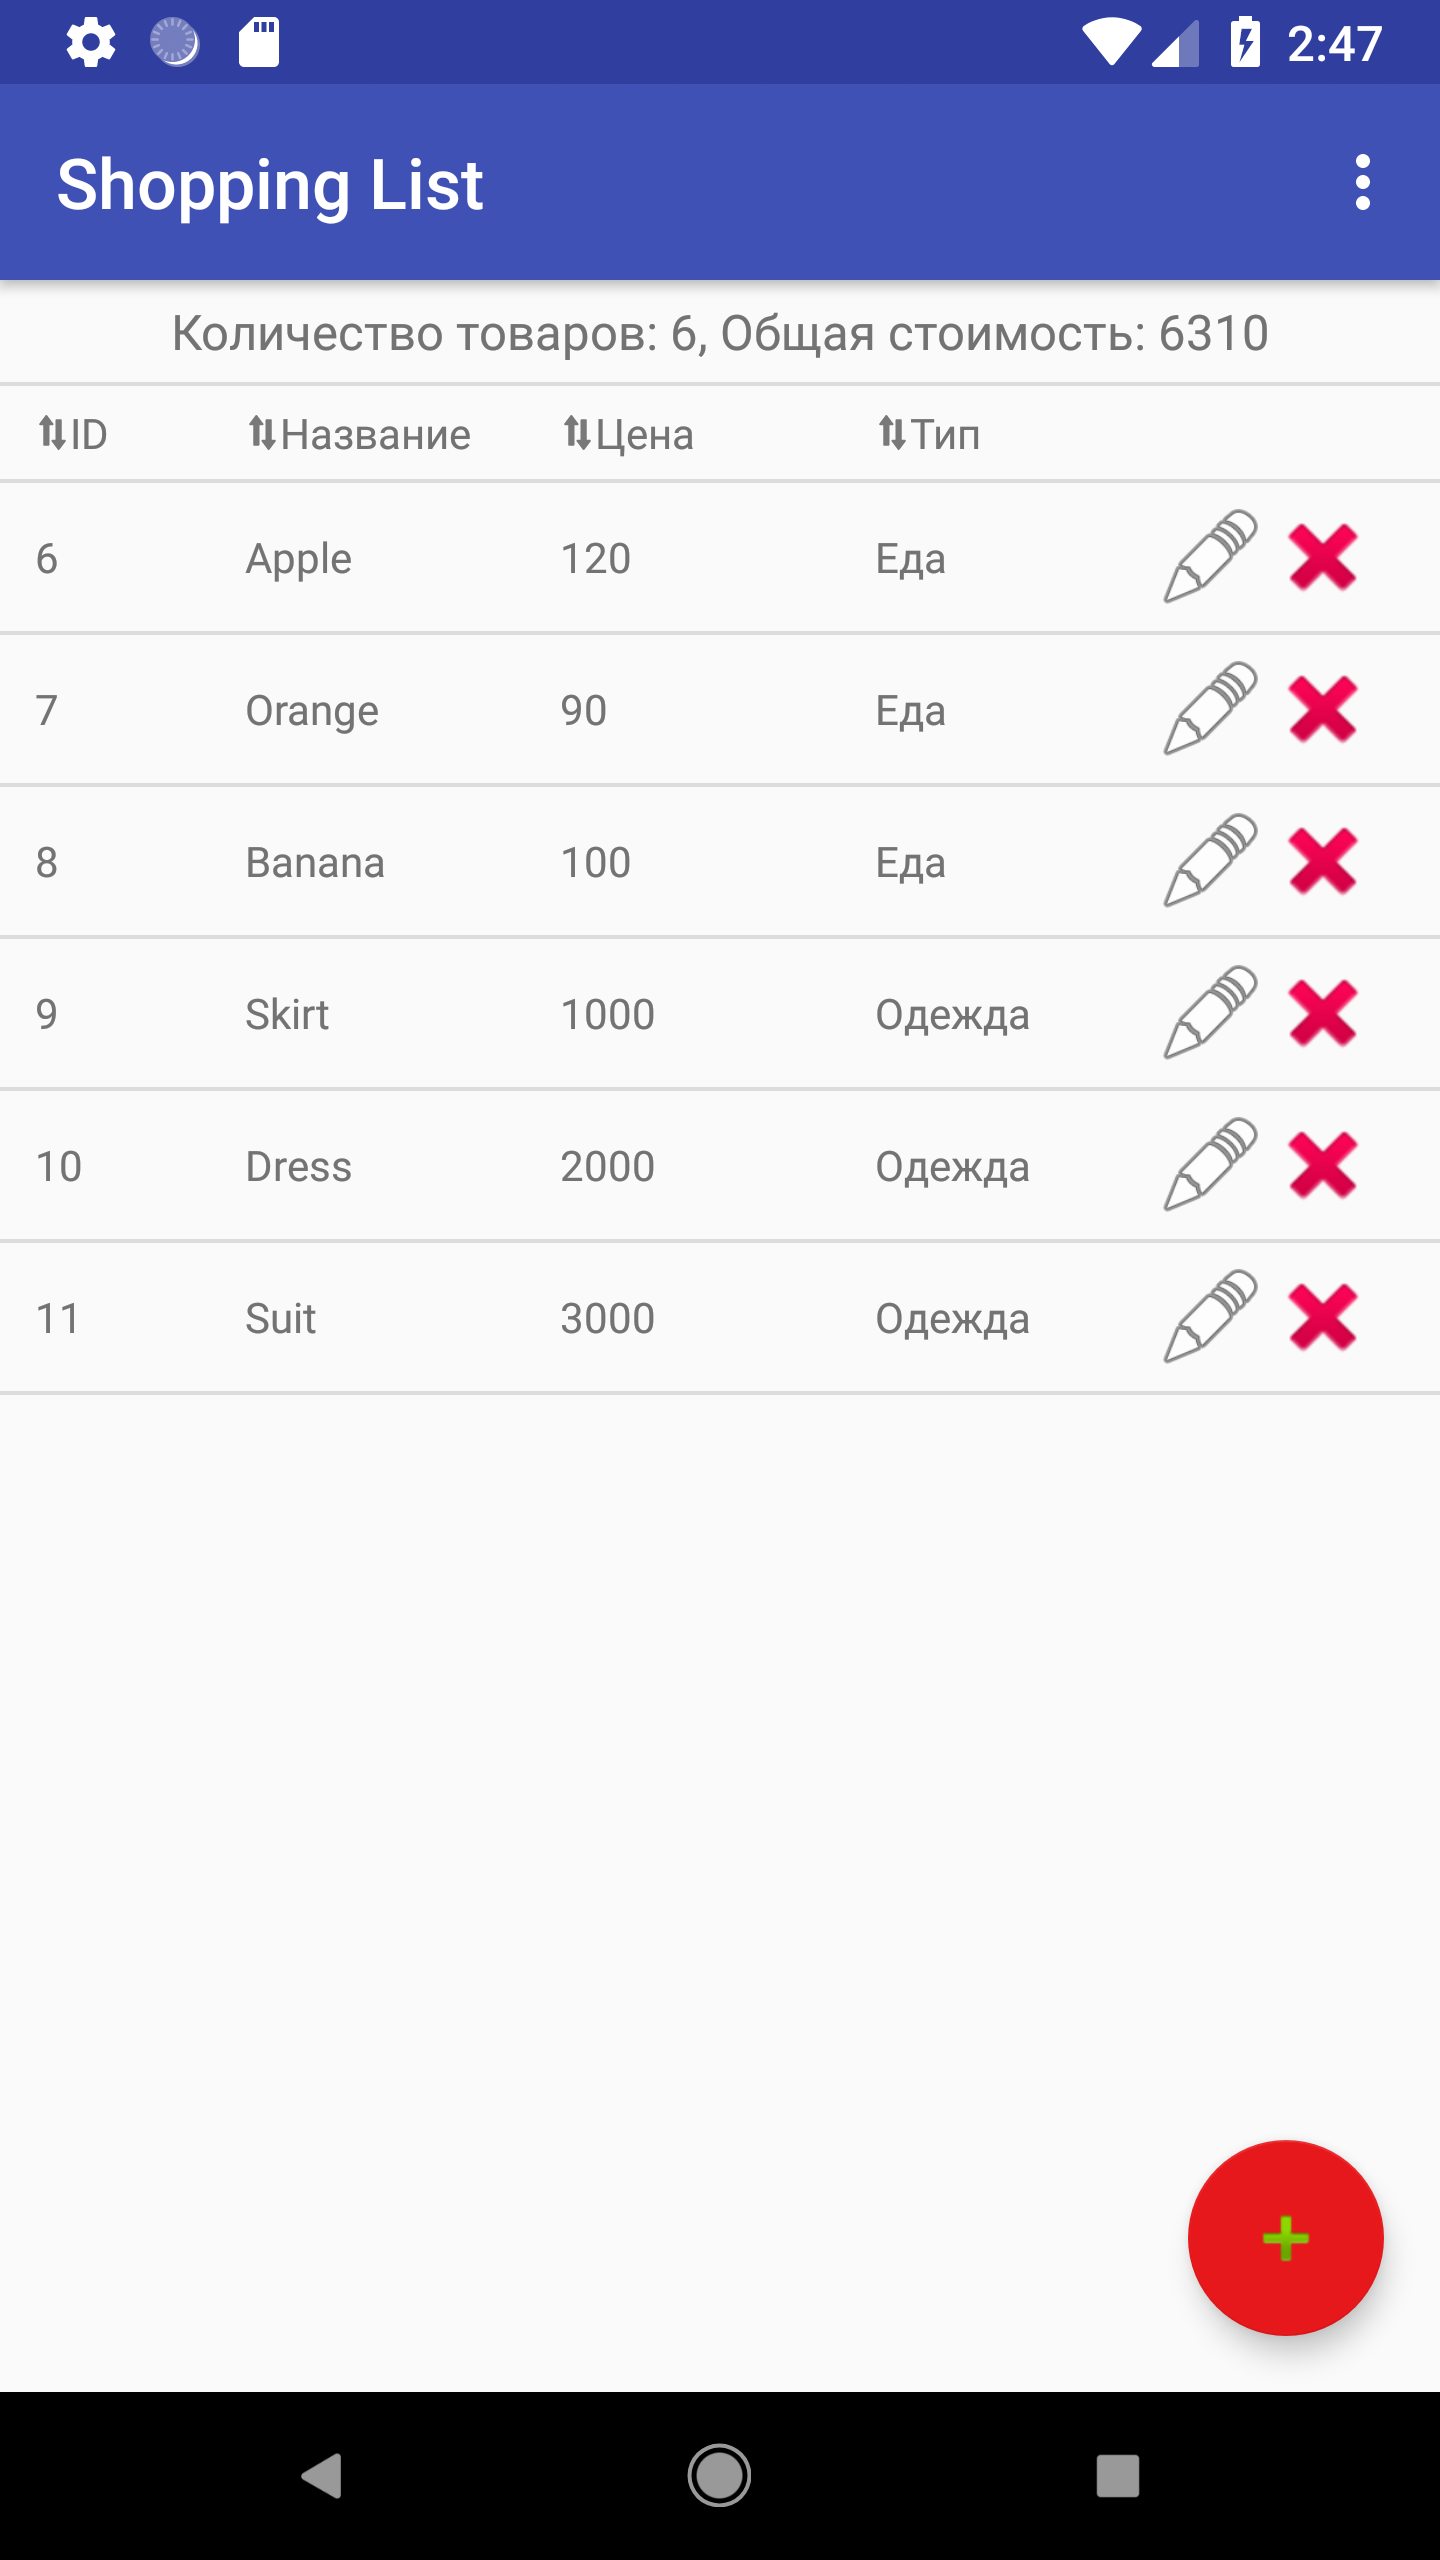 2:47
Shopping List
Количество товаров: 6, Общая стоимость: 6310
ID Название Цена Тип
6 Apple 120 Еда
7 Orange 90 Еда
8 Banana 100 Еда
9 Skirt 1000 Одежда
10 Dress 2000 Одежда
11 Suit 3000 Одежда